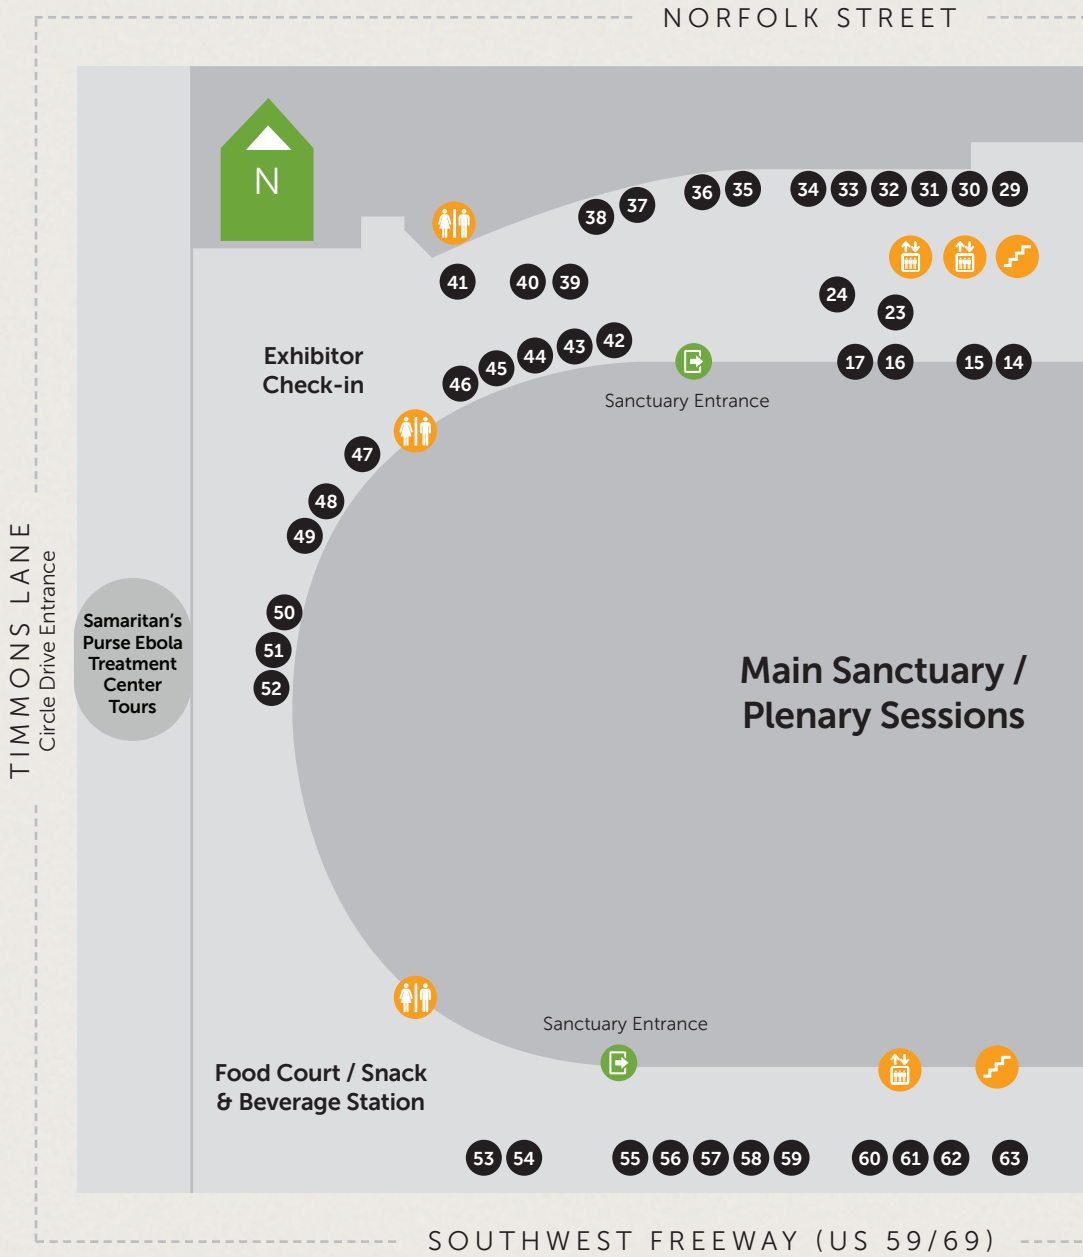 NORFOLK STREET
N
36 35 34 33 32 31 30 29
38 37
41 40 39
24
23
46 45 44 43 42
17 16 15 14
Exhibitor
Check-in
Sanctuary Entrance
47
48
49
TIMMONS LANE
Circle Drive Entrance
Samaritan's
Purse Ebola
Treatment
Center
Tours
50
51
52
Main Sanctuary /
Plenary Sessions
Sanctuary Entrance
Food Court / Snack
& Beverage Station
53 54 55 56 57 58 59 60 61 62 63
SOUTHWEST FREEWAY (US 59/69)